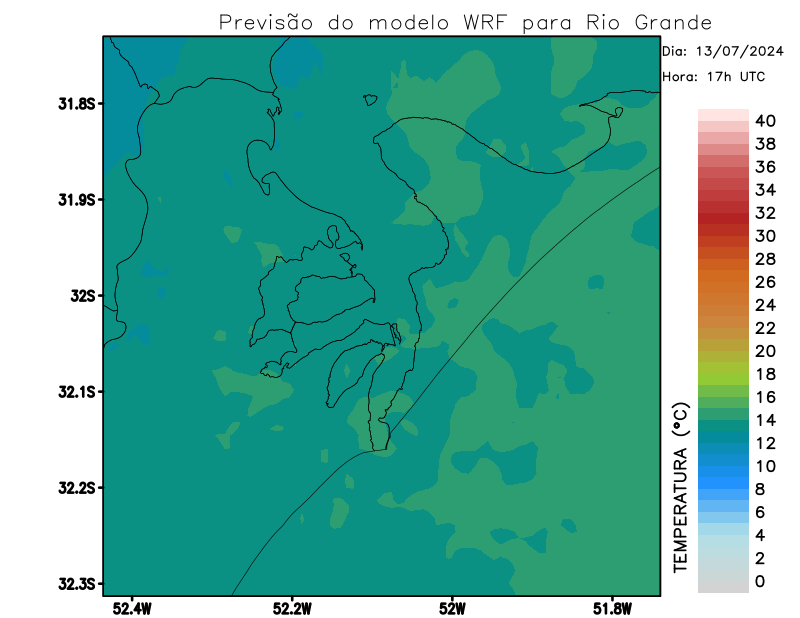 Previsão do modelo WRF para Rio Grande
Dia: 13/07/2024
Hora: 17h UTC
31.8S
31.9S
32S
32.1S
32.2S
32.3S
52.4W
52.2W
52W
51.8W
TEMPERATURA (°C)
40
38
36
34
32
30
28
26
24
22
20
18
16
14
12
10
8
6
4
2
0